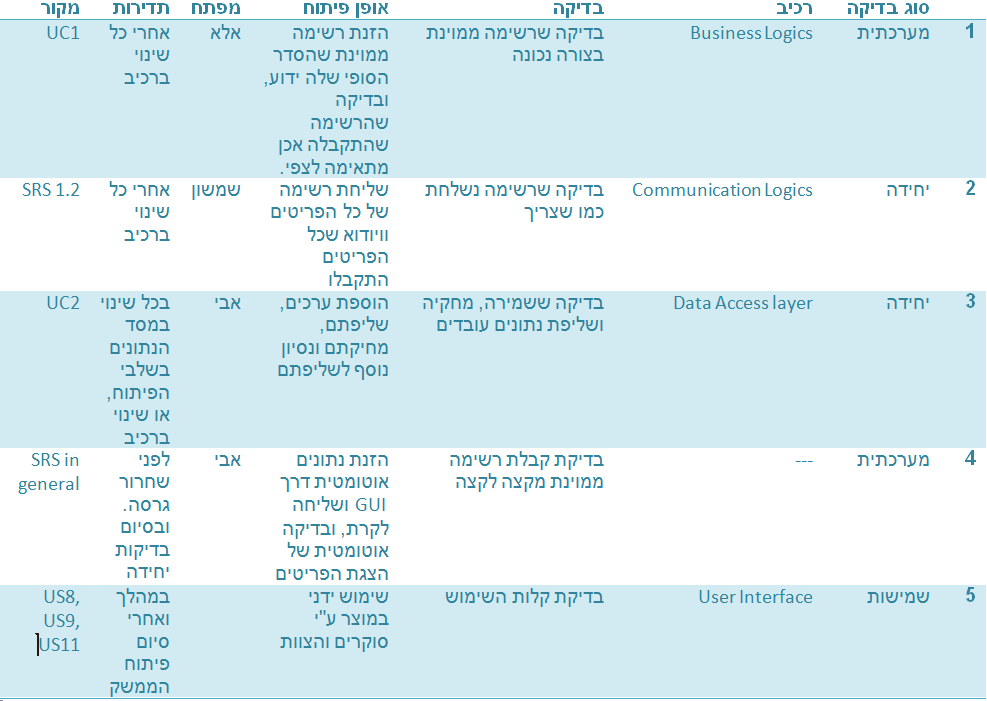 סוג בדיקה רכיב בדיקה אופן פיתוח מפתח תדירות מקור
1 מערכתית Business Logics בדיקה שרשימה ממוינת הזנת רשימה אלא אחרי כל UC1
בצורה נכונה ממוינת שהסדר שינוי
הסופי שלה ידוע, ברכיב
ובדיקה
שהרשימה
שהתקבלה אכן
מתאימה לצפי.
2 יחידה Communication Logics בדיקה שרשימה נשלחת שליחת רשימה שמשון אחרי כל SRS 1.2
כמו שצריך של כל הפריטים שינוי
וויודוא שכל ברכיב
הפריטים
התקבלו
3 יחידה Data Access layer בדיקה ששמירה, מחקיה הוספת ערכים, אבי בכל שינוי UC2
ושליפת נתונים עובדים שליפתם, במסד
מחיקתם ונסיון הנתונים
נוסף לשליפתם בשלבי
הפיתוח,
או שינוי
ברכיב
4 מערכתית --- בדיקת קבלת רשימה הזנת נתונים אבי לפני SRS in
ממוינת מקצה לקצה אוטומטית דרך שחרור general
GUI ושליחה גרסה.
לקרת, ובדיקה ובסיום
אוטומטית של בדיקות
הצגת הפריטים יחידה
5 שמישות User Interface בדיקת קלות השימוש שימוש ידני במהלך US8,
במוצר ע"י ואחרי US9,
סוקרים והצוות סיום US11
פיתוח
הממשק